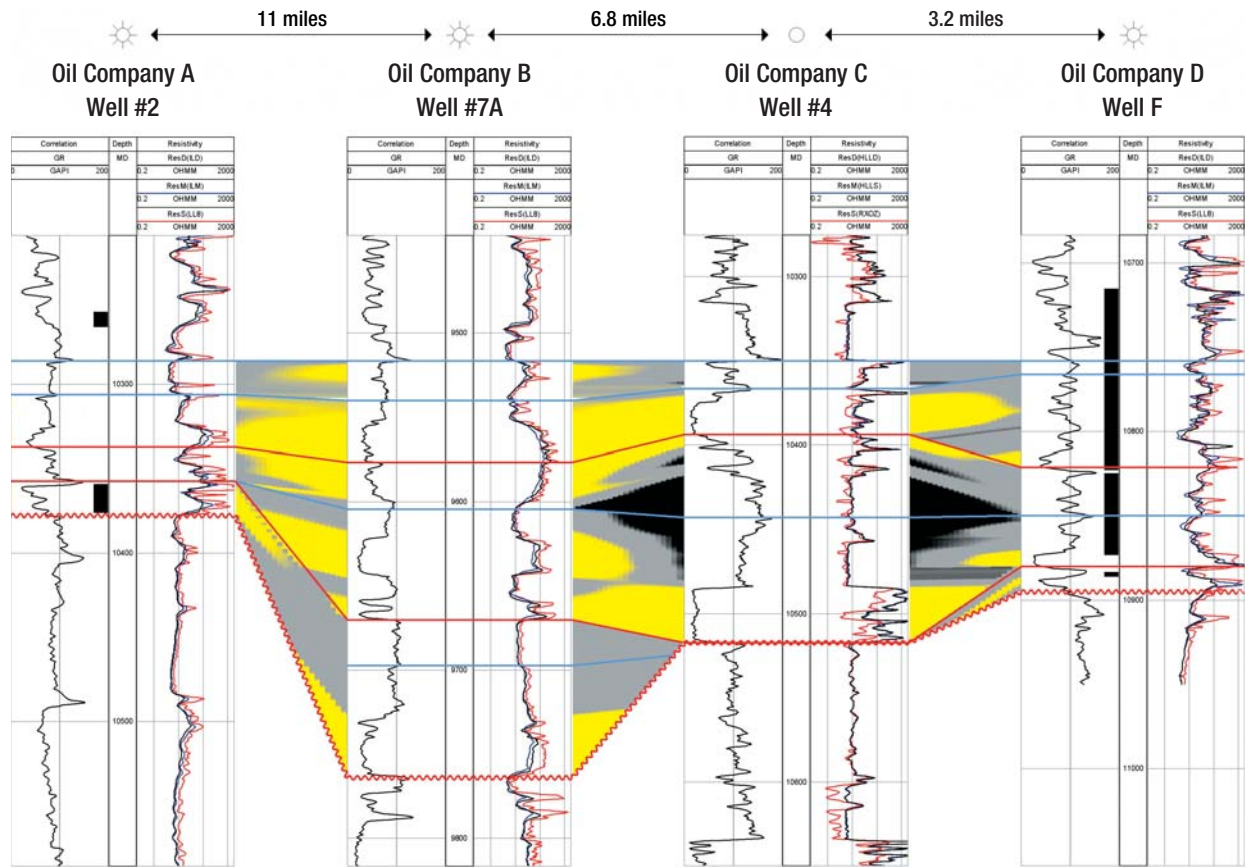 11 miles
6.8 miles
3.2 miles
Oil Company A
Well #2
Oil Company B
Well #7A
Oil Company C
Well #4
Oil Company D
Well F
Correlation Depth Resistivity
GR MD ResD(ILD)
0 GAPI 200 0.2 OHMM 2000
ResM(ILM)
0.2 OHMM 2000
ResS(LL8)
0.2 OHMM 2000
10300
10400
10500
Correlation Depth Resistivity
GR MD ResD(ILD)
0 GAPI 200 0.2 OHMM 2000
ResM(ILM)
0.2 OHMM 2000
ResS(LL8)
0.2 OHMM 2000
9500
9600
9700
9800
Correlation Depth Resistivity
GR MD ResD(HLLD)
0 GAPI 200 0.2 OHMM 2000
ResM(HLLS)
0.2 OHMM 2000
ResS(RXOZ)
0.2 OHMM 2000
10300
10400
10500
10600
Correlation Depth Resistivity
GR MD ResD(ILD)
0 GAPI 200 0.2 OHMM 2000
ResM(ILM)
0.2 OHMM 2000
ResS(LL8)
0.2 OHMM 2000
10700
10800
10900
11000